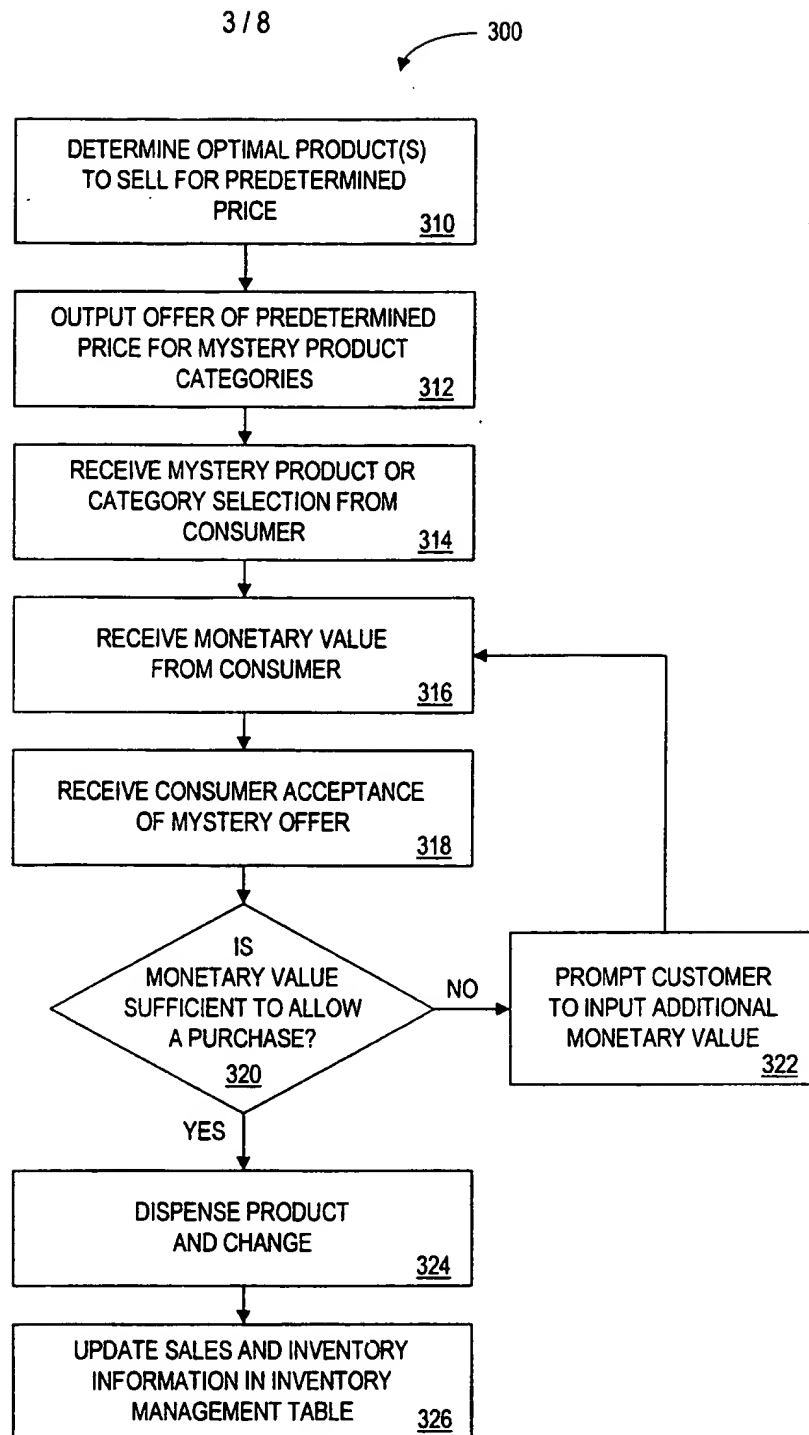 3 / 8
300
DETERMINE OPTIMAL PRODUCT(S)
TO SELL FOR PREDETERMINED
PRICE
310
OUTPUT OFFER OF PREDETERMINED
PRICE FOR MYSTERY PRODUCT
CATEGORIES
312
RECEIVE MYSTERY PRODUCT OR
CATEGORY SELECTION FROM
CONSUMER
314
RECEIVE MONETARY VALUE
FROM CONSUMER
316
RECEIVE CONSUMER ACCEPTANCE
OF MYSTERY OFFER
318
IS
MONETARY VALUE
SUFFICIENT TO ALLOW
A PURCHASE?
320
NO
PROMPT CUSTOMER
TO INPUT ADDITIONAL
MONETARY VALUE
322
YES
DISPENSE PRODUCT
AND CHANGE
324
UPDATE SALES AND INVENTORY
INFORMATION IN INVENTORY
MANAGEMENT TABLE
326